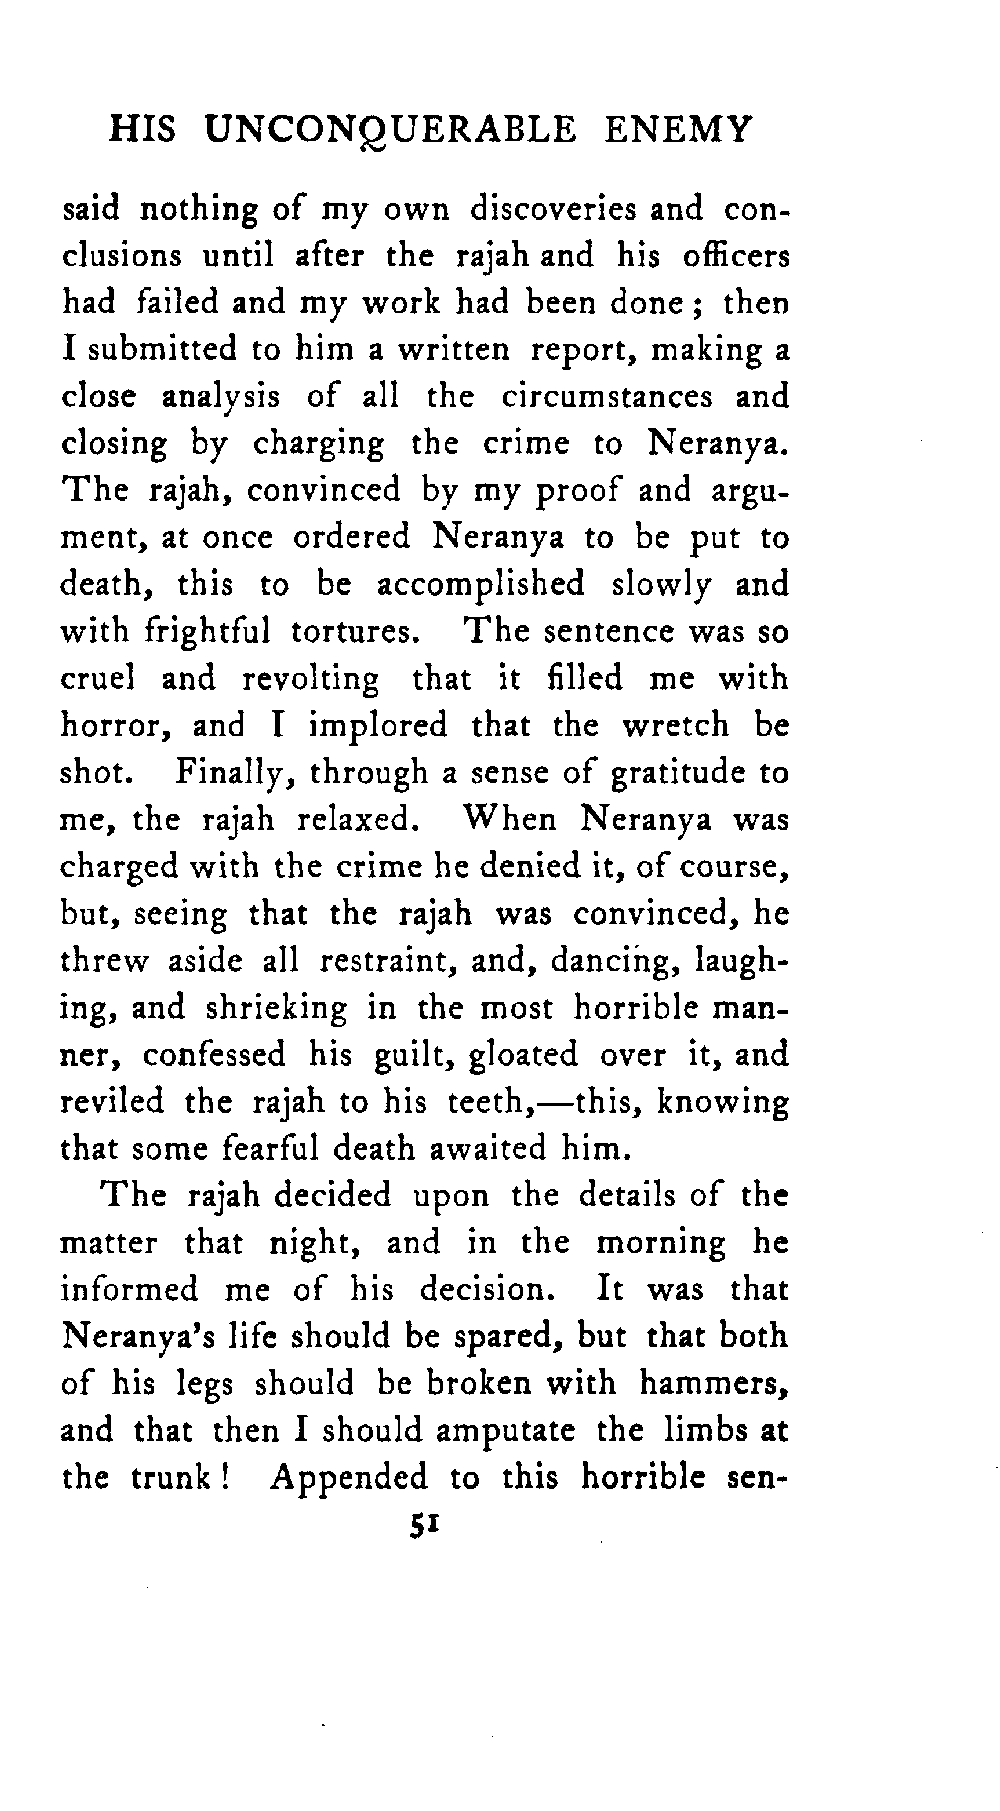 HIS UNCONQUERABLE ENEMY
said nothing of my own discoveries and con-
clusions until after the rajah and his officers
had failed and my work had been done ; then
I submitted to him a written report, making a
close analysis of all the circumstances and
closing by charging the crime to Neranya.
The rajah, convinced by my proof and argu-
ment, at once ordered Neranya to be put to
death, this to be accomplished slowly and
with frightful tortures. The sentence was so
cruel and revolting that it filled me with
horror, and I implored that the wretch be
shot. Finally, through a sense of gratitude to
me, the rajah relaxed. When Neranya was
charged with the crime he denied it, of course,
but, seeing that the rajah was convinced, he
threw aside all restraint, and, dancing, laugh-
ing, and shrieking in the most horrible man-
ner, confessed his guilt, gloated over it, and
reviled the rajah to his teeth,—this, knowing
that some fearful death awaited him.
The rajah decided upon the details of the
matter that night, and in the morning he
informed me of his decision. It was that
Neranya's life should be spared, but that both
of his legs should be broken with hammers,
and that then I should amputate the limbs at
the trunk ! Appended to this horrible sen-
51